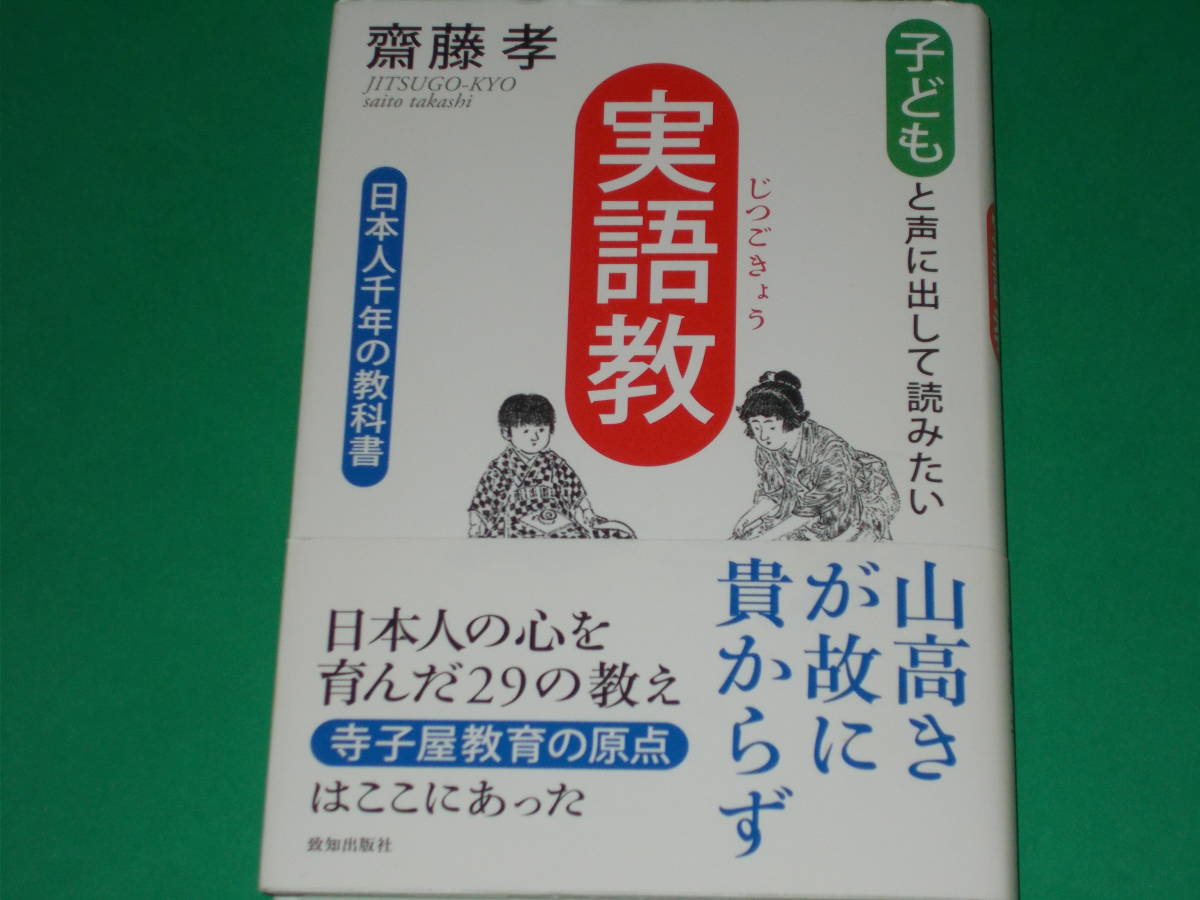 子どもと声に出して読みたい
実語教
じつごきょう
齋藤 孝
JITSUGO-KYO
saito takashi
日本人千年の教科書
山高き
が故に
貴からず
日本人の心を
育んだ29の教え
寺子屋教育の原点
はここにあった
致知出版社